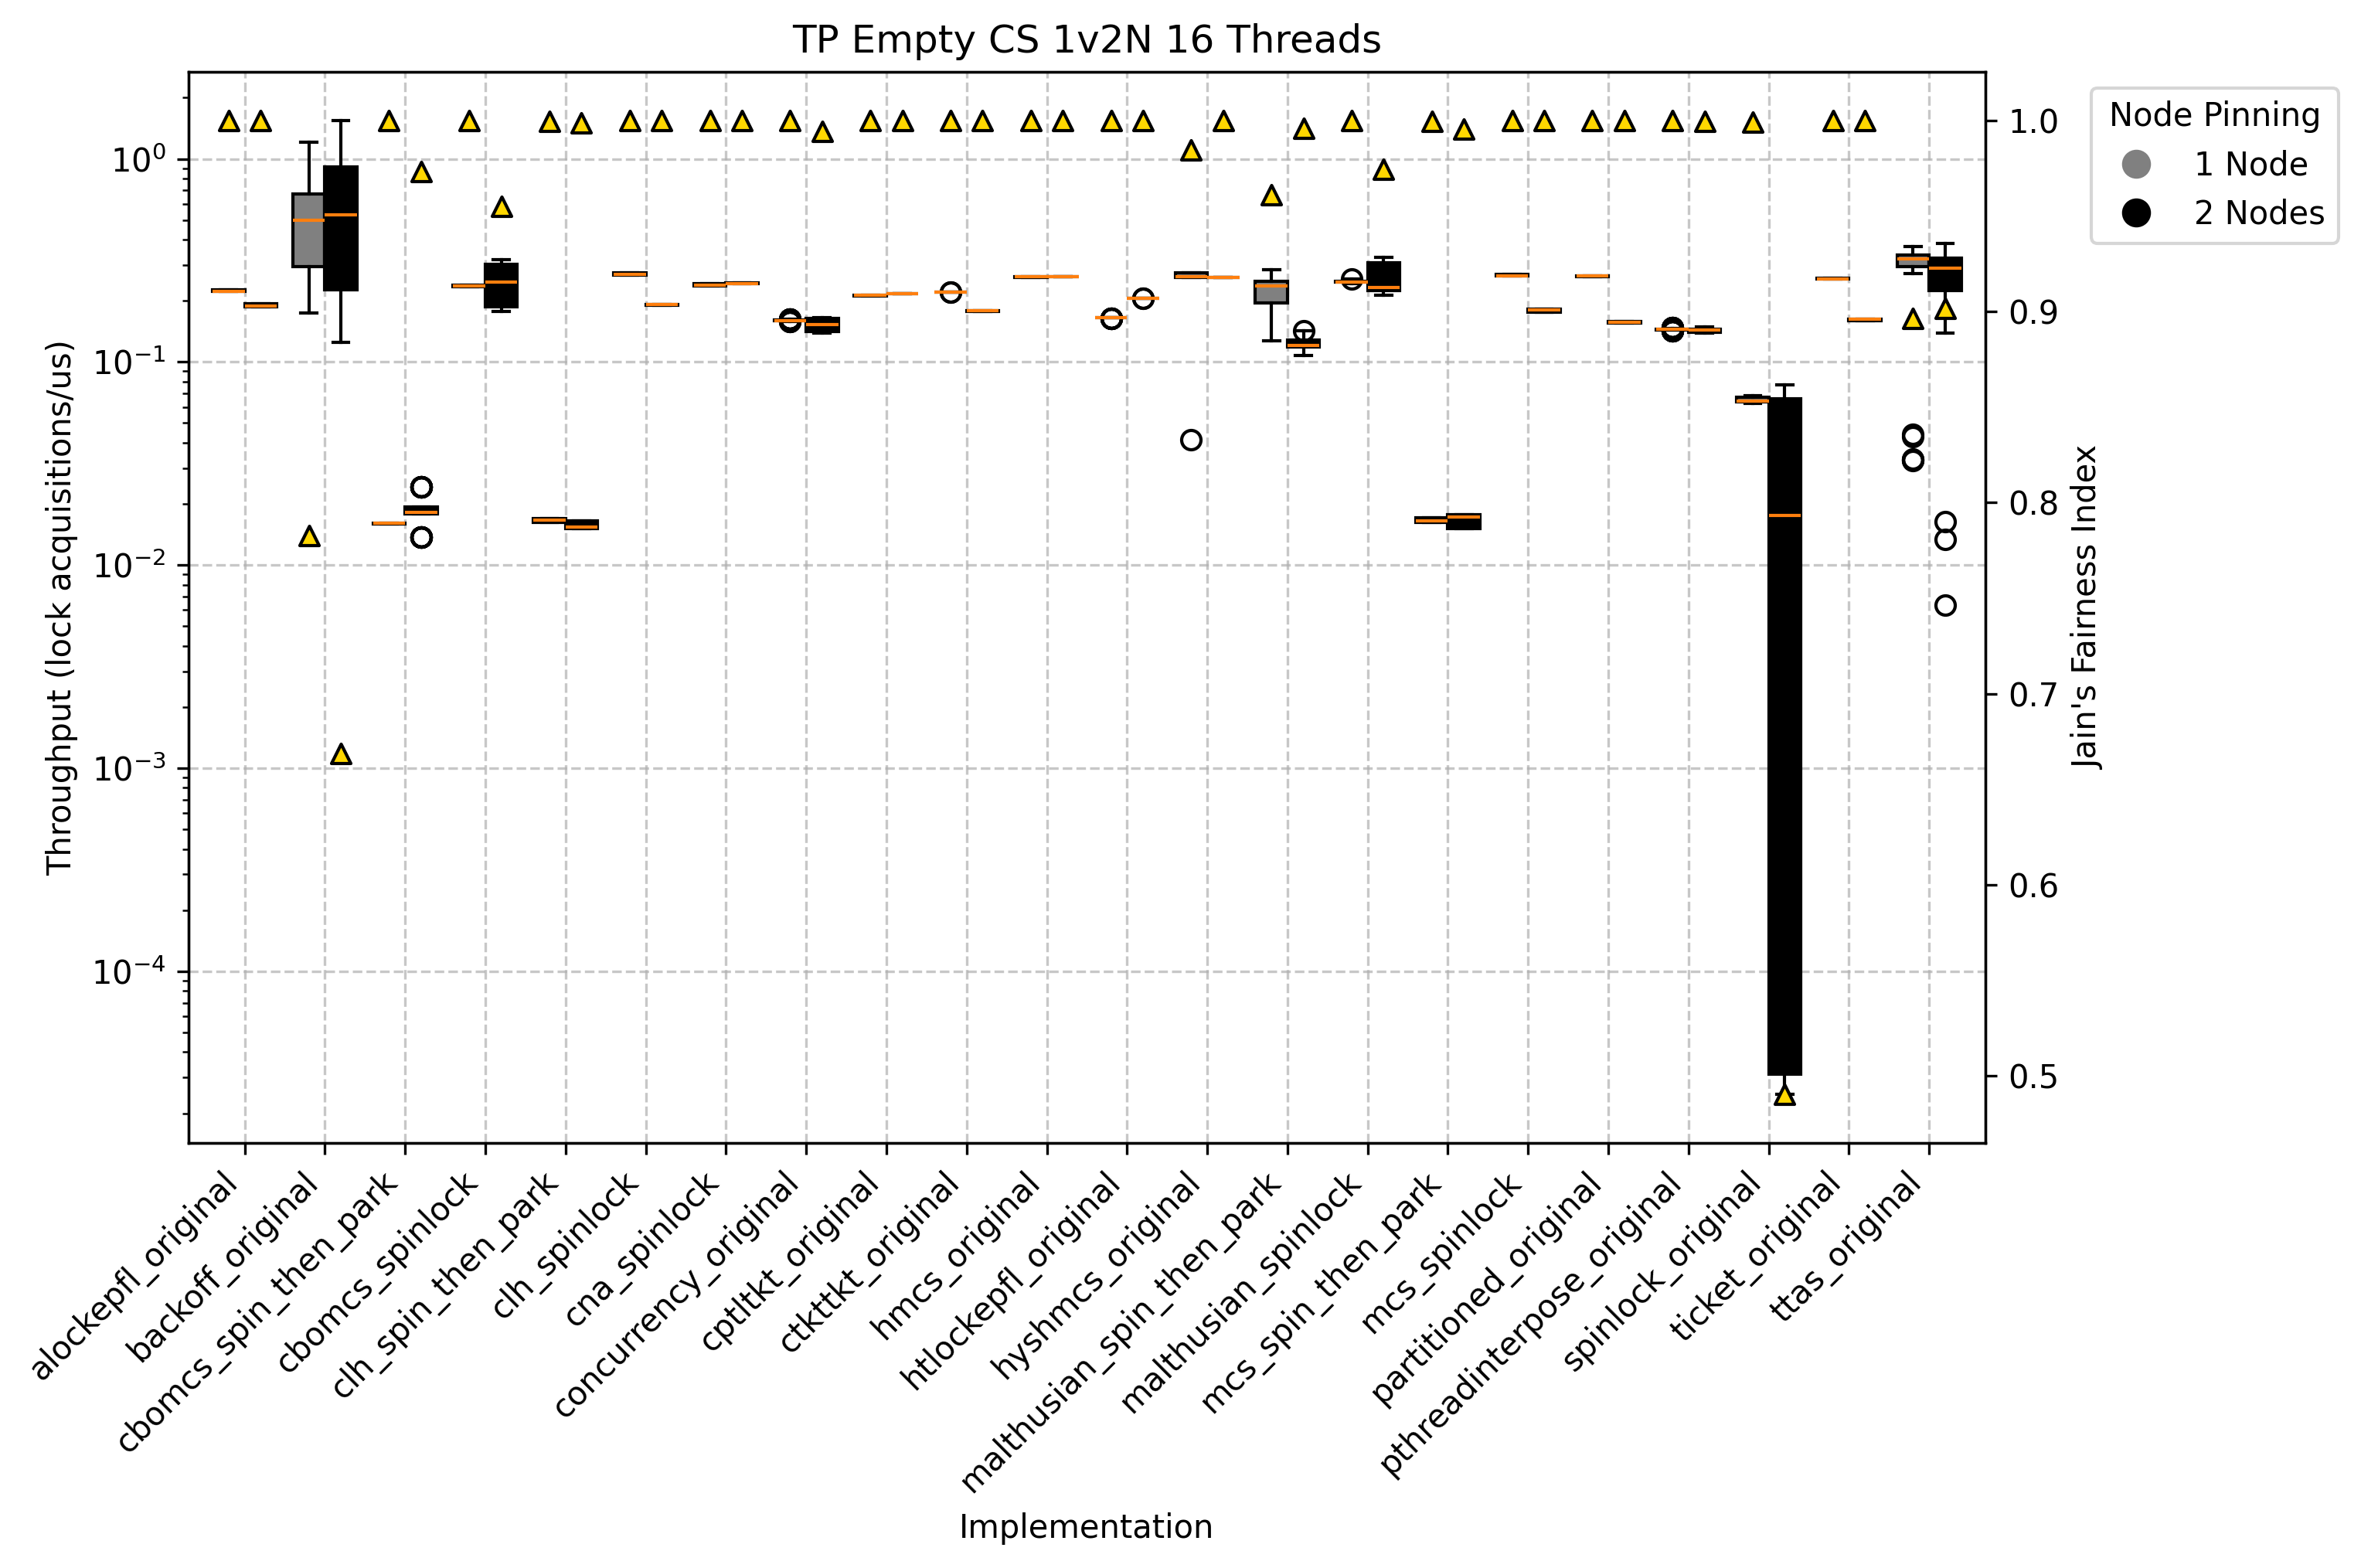 TP Empty CS 1v2N 16 Threads
Throughput (lock acquisitions/us)
10⁰
10⁻¹
10⁻²
10⁻³
10⁻⁴
1.0
0.9
0.8
0.7
0.6
0.5
Jain's Fairness Index
Node Pinning
1 Node
2 Nodes
alockepfl_original
backoff_original
cbomcs_spin_then_park
cbomcs_spinlock
clh_spin_then_park
clh_spinlock
cna_spinlock
concurrency_original
cptltkt_original
ctkttkt_original
hmcs_original
htlockepfl_original
hyshmcs_original
malthusian_spin_then_park
malthusian_spinlock
mcs_spin_then_park
mcs_spinlock
partitioned_original
pthreadinterpose_original
spinlock_original
ticket_original
ttas_original
Implementation